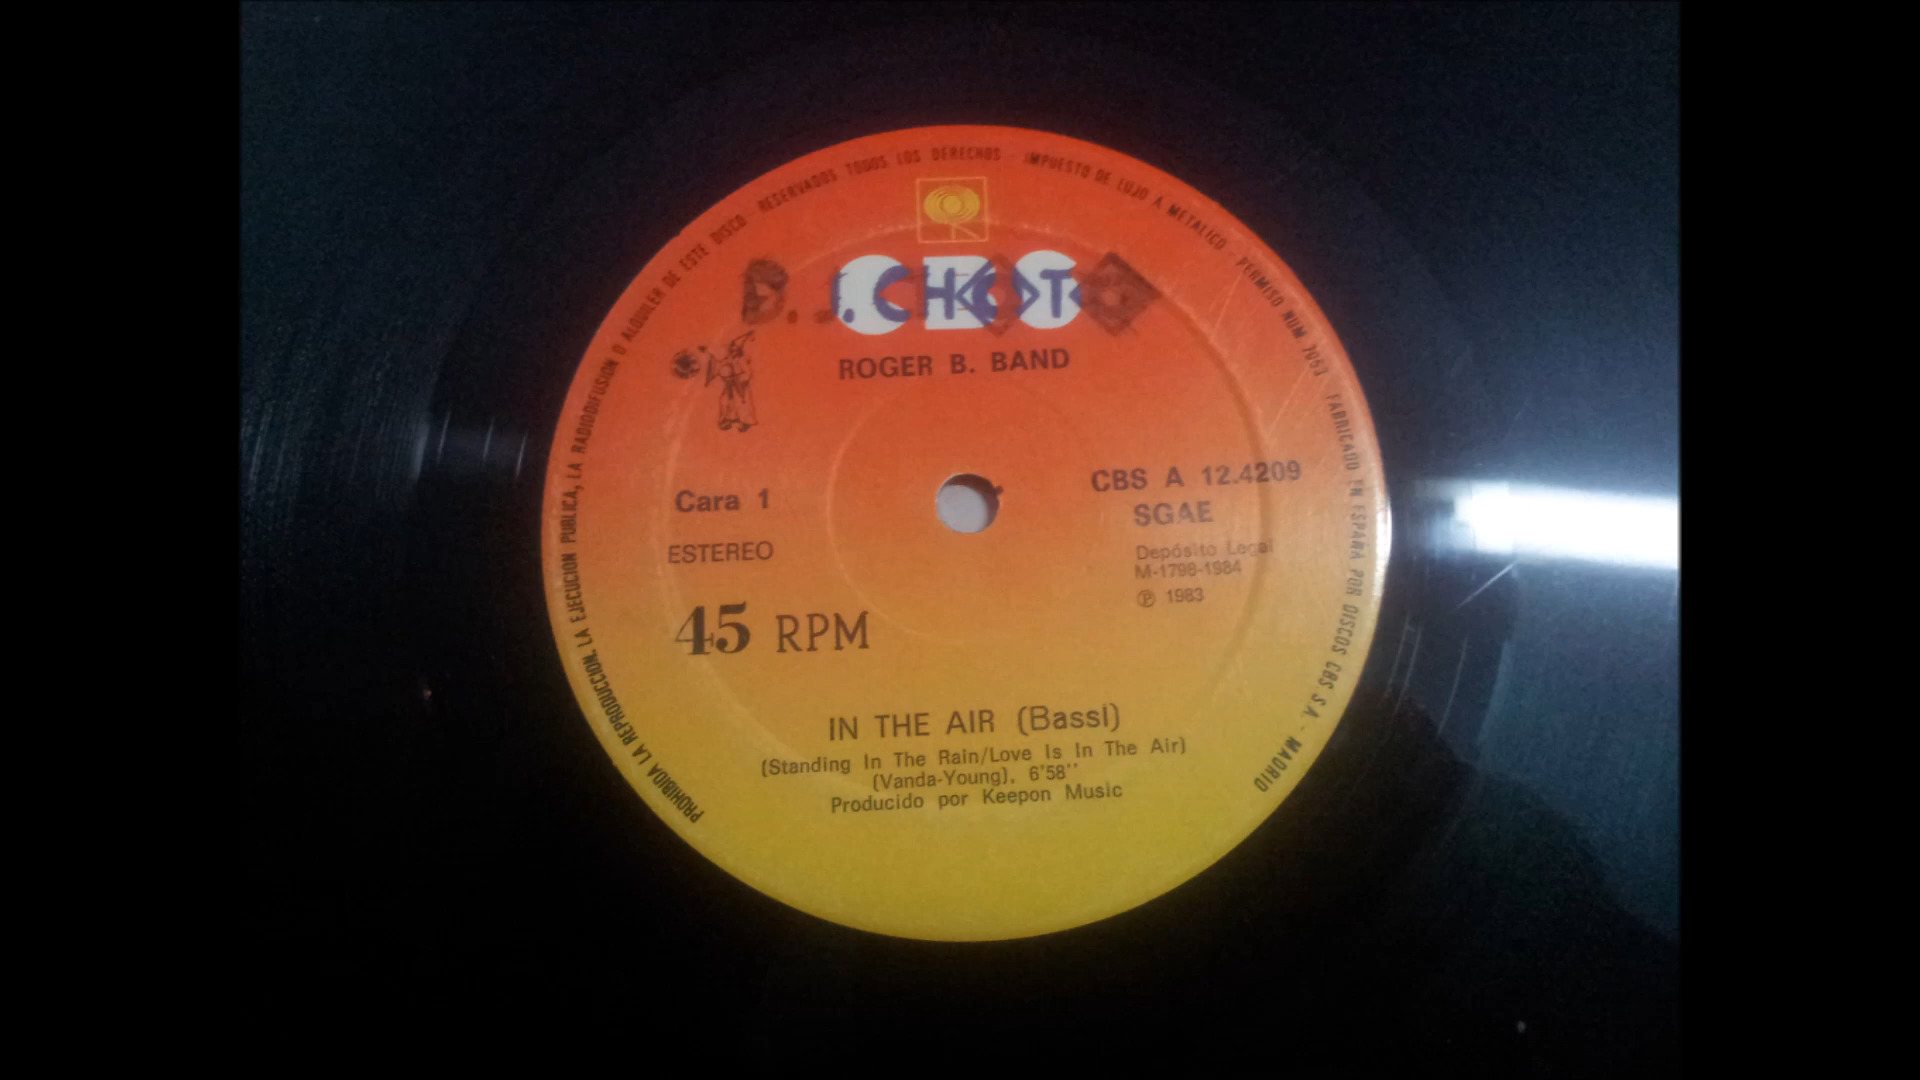 PROHIBIDA LA REPRODUCCION, LA EJECUCION PUBLICA, LA RADIODIFUSION O ALQUILER DE ESTE DISCO - RESERVADOS TODOS LOS DERECHOS - IMPUESTO DE LUJO A METALICO - PERMISO NUM 7063 FABRICADO EN ESPAÑA POR DISCOS CBS S.A. - MADRID
CBS
ROGER B. BAND
Cara 1
ESTEREO
45 RPM
CBS A 12.4209
SGAE
Depósito Legal
M-1798-1984
℗ 1983
IN THE AIR (Bassi)
(Standing In The Rain/Love Is In The Air)
(Vanda-Young), 6'58''
Producido por Keepon Music